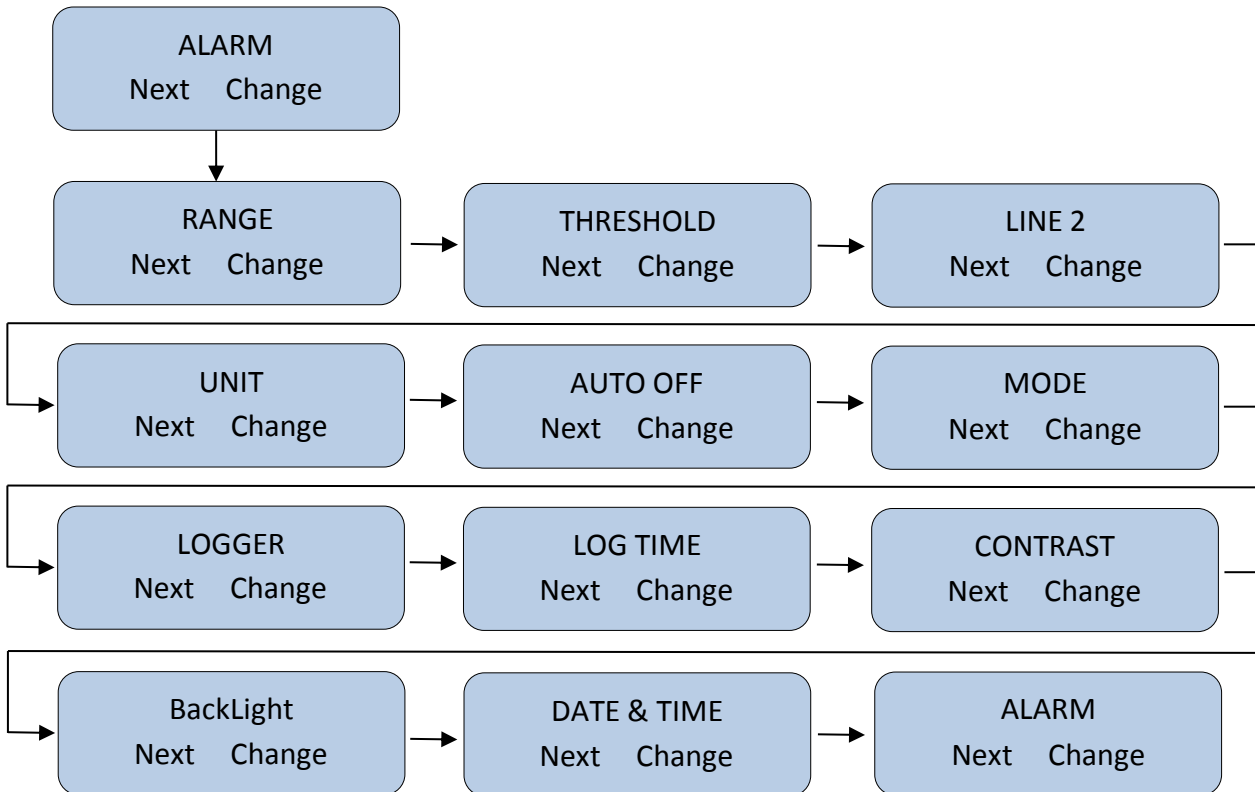 ALARM
Next Change
RANGE
Next Change
THRESHOLD
Next Change
LINE 2
Next Change
UNIT
Next Change
AUTO OFF
Next Change
MODE
Next Change
LOGGER
Next Change
LOG TIME
Next Change
CONTRAST
Next Change
BackLight
Next Change
DATE & TIME
Next Change
ALARM
Next Change